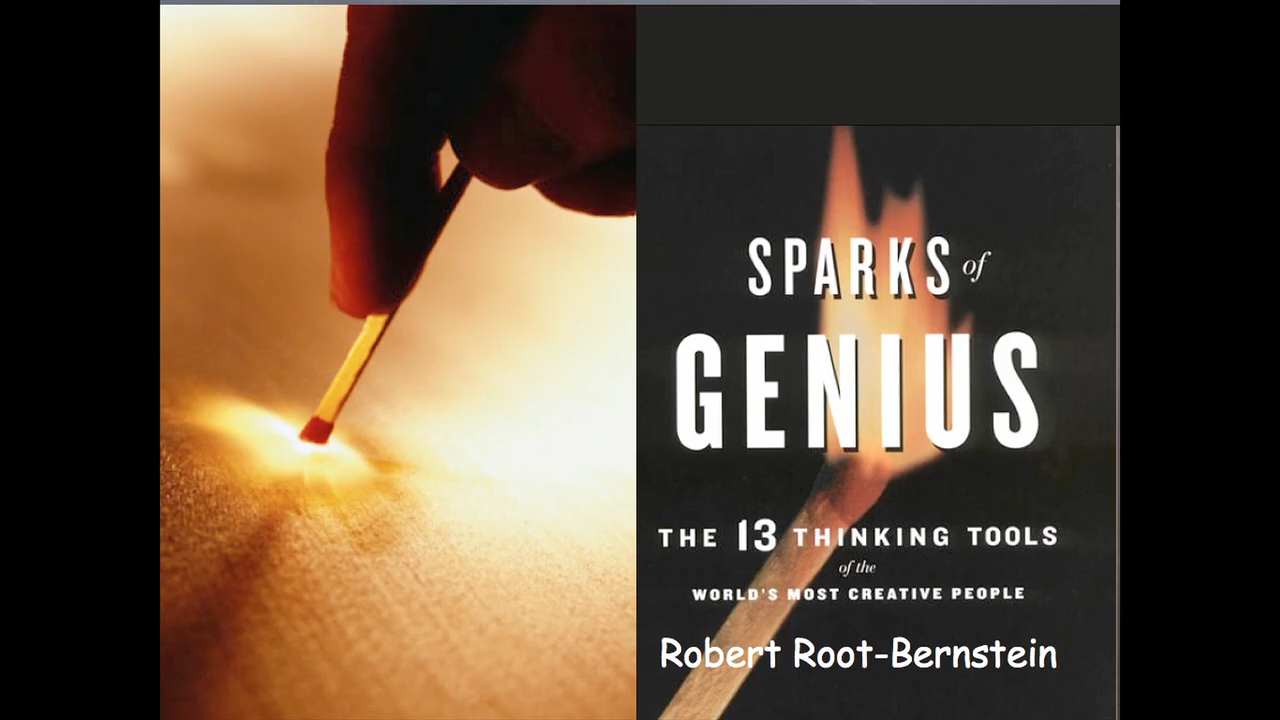 SPARKS of
GENIUS
THE 13 THINKING TOOLS
of the
WORLD'S MOST CREATIVE PEOPLE
Robert Root-Bernstein